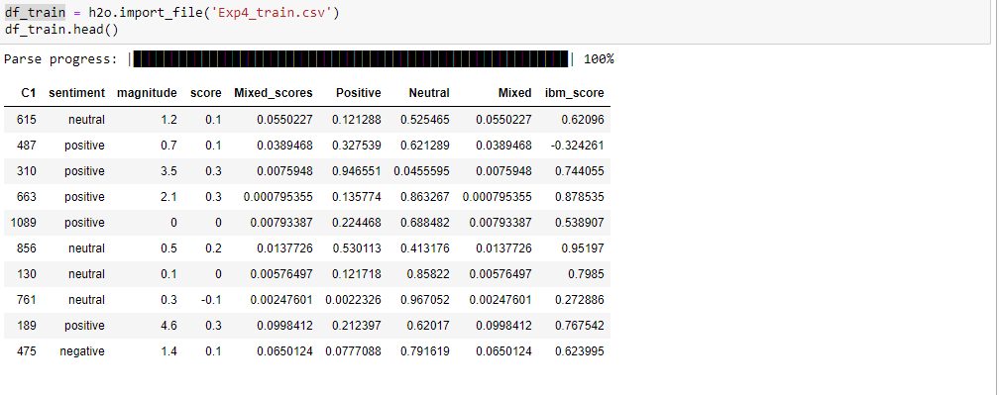 df_train = h2o.import_file('Exp4_train.csv')
df_train.head()
Parse progress: | | 100%
C1 sentiment magnitude score Mixed_scores Positive Neutral Mixed ibm_score
615 neutral 1.2 0.1 0.0550227 0.121288 0.525465 0.0550227 0.62096
487 positive 0.7 0.1 0.0389468 0.327539 0.621289 0.0389468 -0.324261
310 positive 3.5 0.3 0.0075948 0.946551 0.0455595 0.0075948 0.744055
663 positive 2.1 0.3 0.000795355 0.135774 0.863267 0.000795355 0.878535
1089 positive 0 0 0.00793387 0.224468 0.688482 0.00793387 0.538907
856 neutral 0.5 0.2 0.0137726 0.530113 0.413176 0.0137726 0.95197
130 neutral 0.1 0 0.00576497 0.121718 0.85822 0.00576497 0.7985
761 neutral 0.3 -0.1 0.00247601 0.0022326 0.967052 0.00247601 0.272886
189 positive 4.6 0.3 0.0998412 0.212397 0.62017 0.0998412 0.767542
475 negative 1.4 0.1 0.0650124 0.0777088 0.791619 0.0650124 0.623995